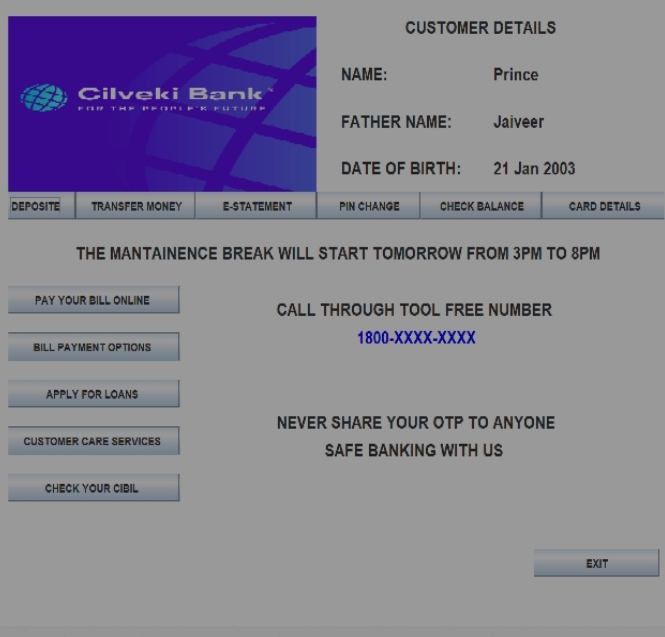 CUSTOMER DETAILS
Cilveki Bank
FOR THE PEOPLE'S FUTURE
NAME: Prince
FATHER NAME: Jaiveer
DATE OF BIRTH: 21 Jan 2003
DEPOSITE TRANSFER MONEY E-STATEMENT PIN CHANGE CHECK BALANCE CARD DETAILS
THE MANTAINENCE BREAK WILL START TOMORROW FROM 3PM TO 8PM
PAY YOUR BILL ONLINE
BILL PAYMENT OPTIONS
APPLY FOR LOANS
CUSTOMER CARE SERVICES
CHECK YOUR CIBIL
CALL THROUGH TOOL FREE NUMBER
1800-XXXX-XXXX
NEVER SHARE YOUR OTP TO ANYONE
SAFE BANKING WITH US
EXIT